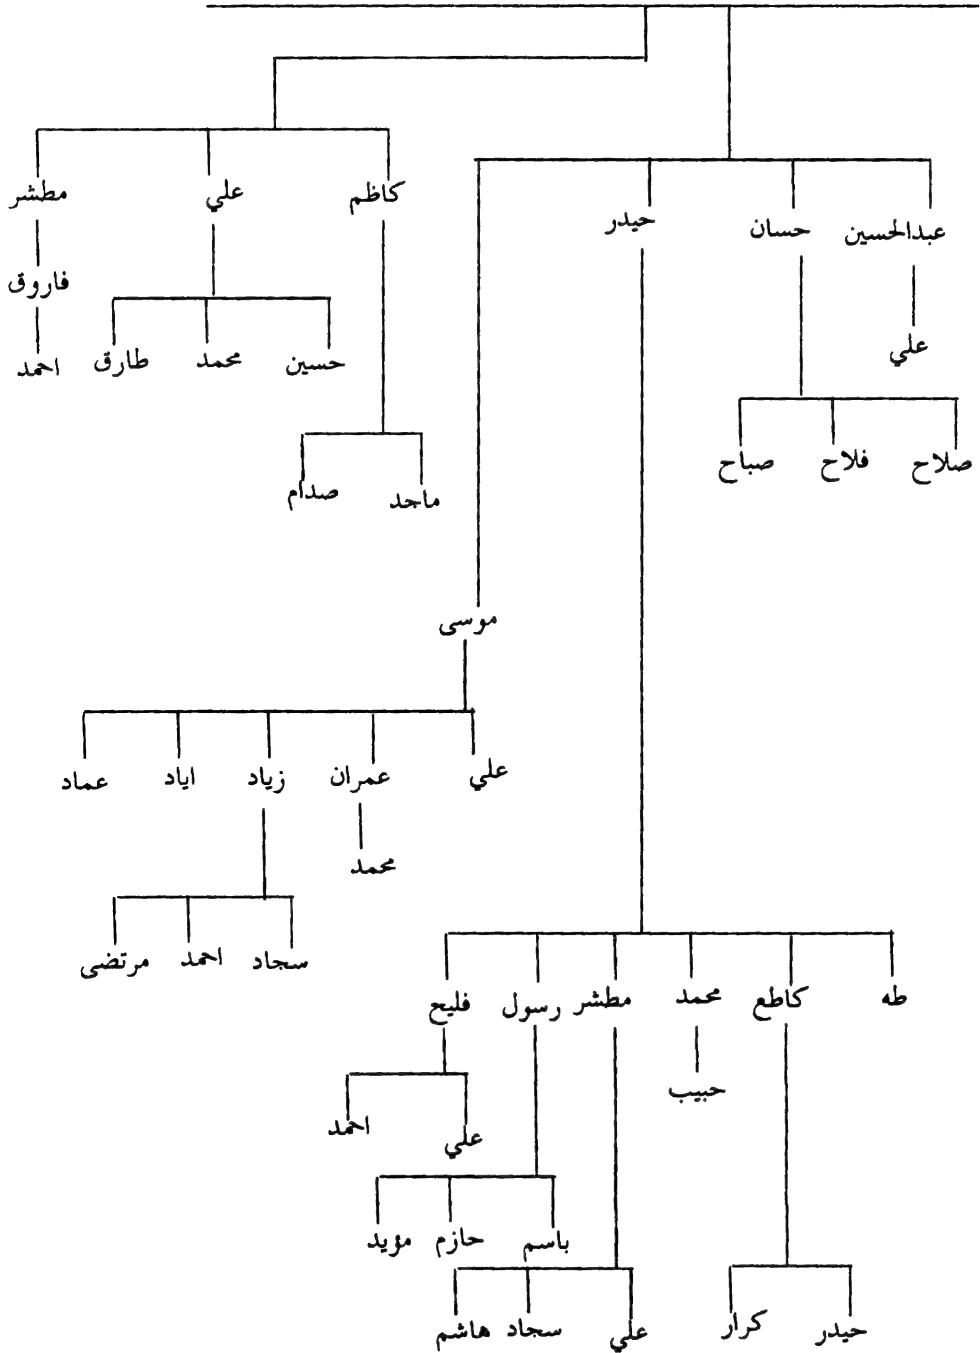 كاظم علي مطشر
عبدالحسين حسان حيدر
فاروق
علي
حسين محمد طارق احمد
صلاح فلاح صباح
ماجد صدام
موسى
علي عمران زياد اياد عماد
محمد
سجاد احمد مرتضى
طه كاطع محمد مطشر رسول فليح
حبيب
علي احمد
باسم حازم مؤيد
حيدر كرار علي سجاد هاشم